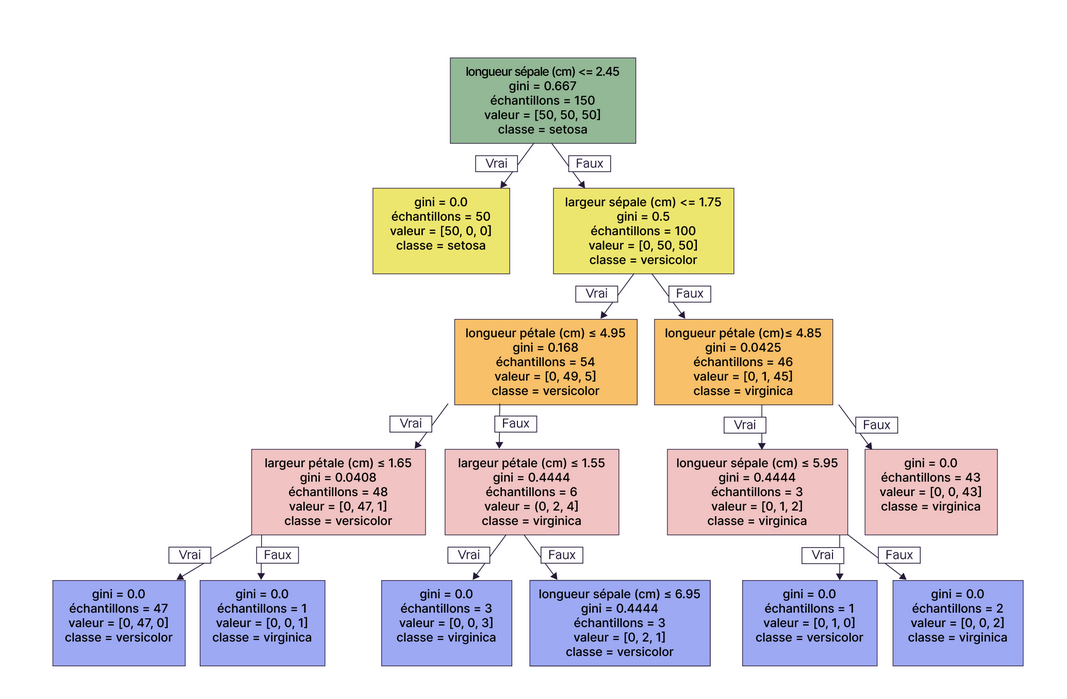 longueur sépale (cm) <= 2.45
gini = 0.667
échantillons = 150
valeur = [50, 50, 50]
classe = setosa
Vrai
Faux
gini = 0.0
échantillons = 50
valeur = [50, 0, 0]
classe = setosa
largeur sépale (cm) <= 1.75
gini = 0.5
échantillons = 100
valeur = [0, 50, 50]
classe = versicolor
Vrai
Faux
longueur pétale (cm) ≤ 4.95
gini = 0.168
échantillons = 54
valeur = [0, 49, 5]
classe = versicolor
longueur pétale (cm)≤ 4.85
gini = 0.0425
échantillons = 46
valeur = [0, 1, 45]
classe = virginica
Vrai
Faux
Vrai
Faux
largeur pétale (cm) ≤ 1.65
gini = 0.0408
échantillons = 48
valeur = [0, 47, 1]
classe = versicolor
largeur pétale (cm) ≤ 1.55
gini = 0.4444
échantillons = 6
valeur = (0, 2, 4]
classe = virginica
longueur sépale (cm) ≤ 5.95
gini = 0.4444
échantillons = 3
valeur = [0, 1, 2]
classe = virginica
gini = 0.0
échantillons = 43
valeur = [0, 0, 43]
classe = virginica
Vrai
Faux
Vrai
Faux
Vrai
Faux
gini = 0.0
échantillons = 47
valeur = [0, 47, 0]
classe = versicolor
gini = 0.0
échantillons = 1
valeur = [0, 0, 1]
classe = virginica
gini = 0.0
échantillons = 3
valeur = [0, 0, 3]
classe = virginica
longueur sépale (cm) ≤ 6.95
gini = 0.4444
échantillons = 3
valeur = [0, 2, 1]
classe = versicolor
gini = 0.0
échantillons = 1
valeur = [0, 1, 0]
classe = versicolor
gini = 0.0
échantillons = 2
valeur = [0, 0, 2]
classe = virginica